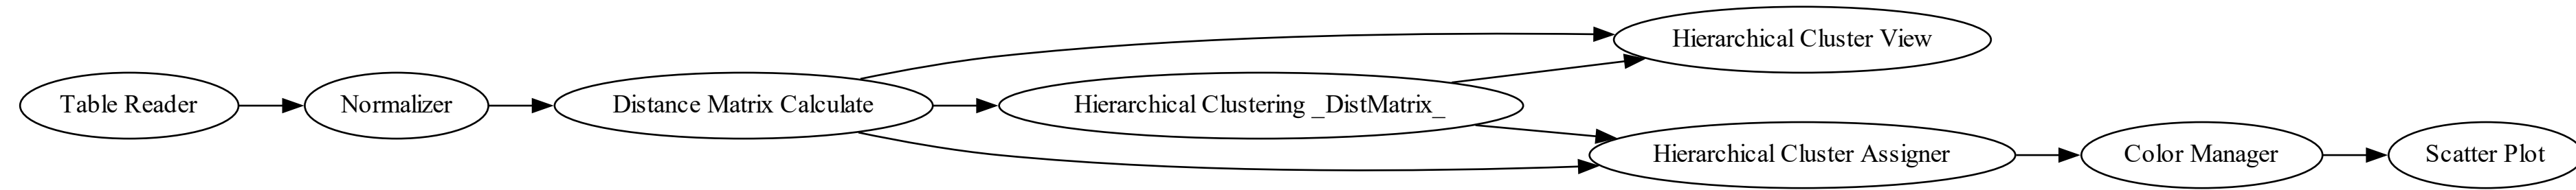 Table Reader
Normalizer
Distance Matrix Calculate
Hierarchical Clustering _DistMatrix_
Hierarchical Cluster View
Hierarchical Cluster Assigner
Color Manager
Scatter Plot